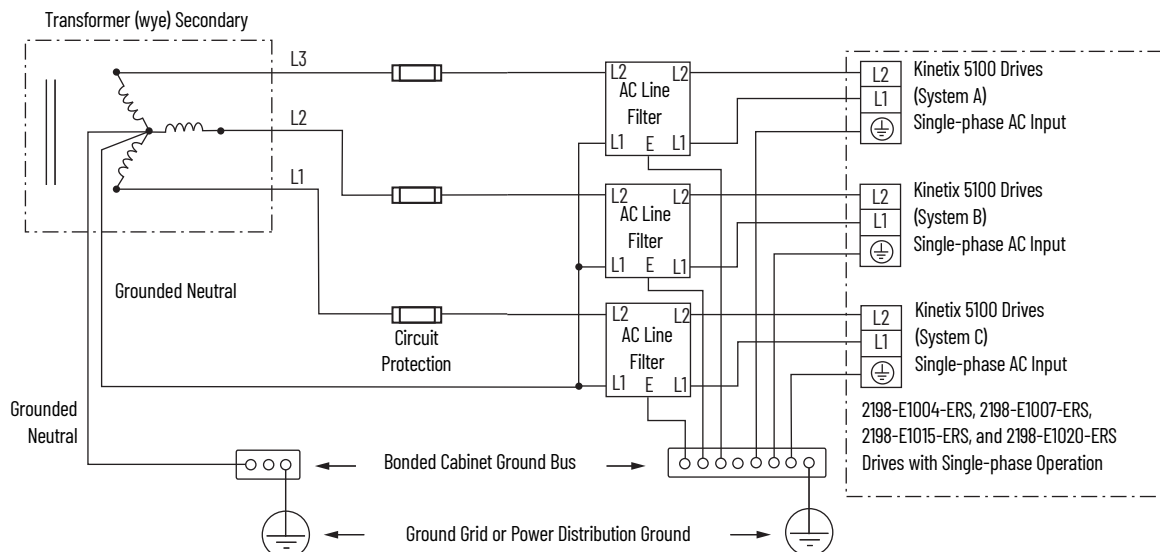 Transformer (wye) Secondary
L3
L2
L1
L2
L2
AC Line
Filter
L1
E
L1
L2
L1
Kinetix 5100 Drives
(System A)
Single-phase AC Input
L2
L2
AC Line
Filter
L1
E
L1
L2
L1
Kinetix 5100 Drives
(System B)
Single-phase AC Input
Grounded Neutral
Circuit
Protection
L2
L2
AC Line
Filter
L1
E
L1
L2
L1
Kinetix 5100 Drives
(System C)
Single-phase AC Input
Grounded
Neutral
2198-E1004-ERS, 2198-E1007-ERS,
2198-E1015-ERS, and 2198-E1020-ERS
Drives with Single-phase Operation
Bonded Cabinet Ground Bus
Ground Grid or Power Distribution Ground